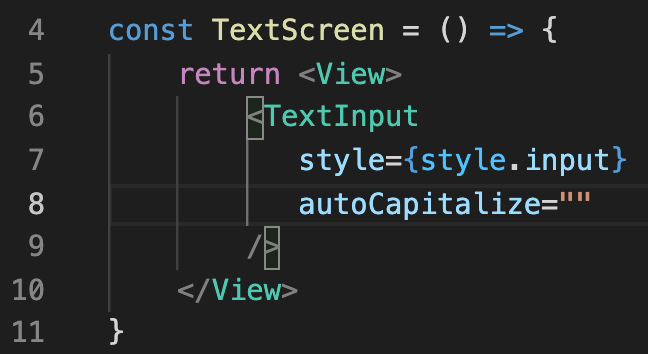 4 const TextScreen = () => {
5 return <View>
6 <TextInput
7 style={style.input}
8 autoCapitalize=""
9 />
10 </View>
11 }